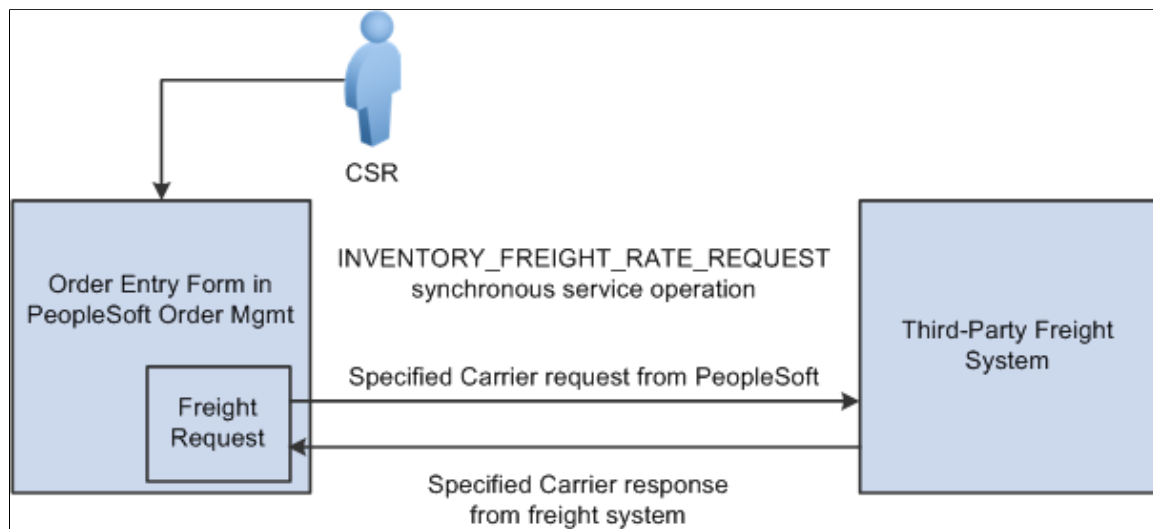 CSR
Order Entry Form in
PeopleSoft Order Mgmt
INVENTORY_FREIGHT_RATE_REQUEST
synchronous service operation
Third-Party Freight
System
Specified Carrier request from PeopleSoft
Freight
Request
Specified Carrier response
from freight system